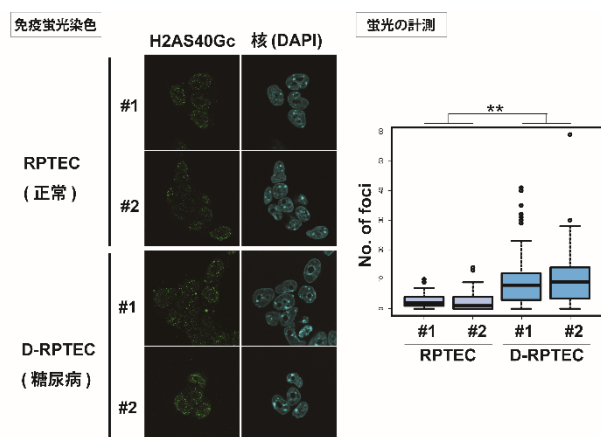 免疫蛍光染色
蛍光の計測
H2AS40Gc
核 (DAPI)
#1
RPTEC
(正常)
#2
#1
D-RPTEC
(糖尿病)
#2
**
No. of foci
#1 #2 #1 #2
RPTEC D-RPTEC